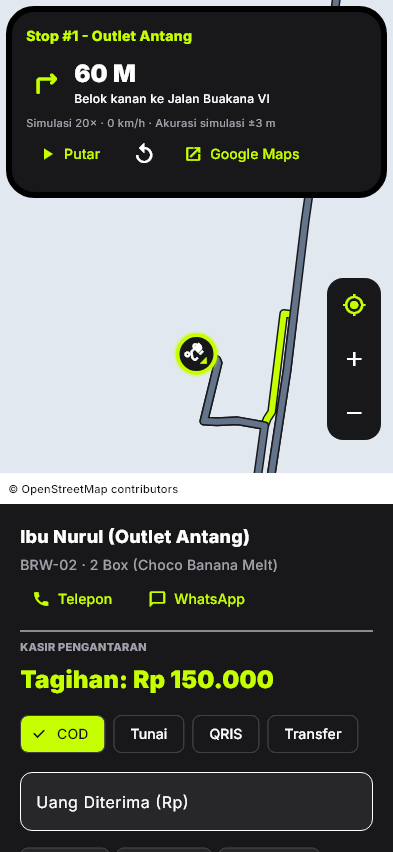 Stop #1 - Outlet Antang
60 M
Belok kanan ke Jalan Buakana VI
Simulasi 20× · 0 km/h · Akurasi simulasi ±3 m
Putar
Google Maps
+
−
© OpenStreetMap contributors
Ibu Nurul (Outlet Antang)
BRW-02 · 2 Box (Choco Banana Melt)
Telepon
WhatsApp
KASIR PENGANTARAN
Tagihan: Rp 150.000
COD
Tunai
QRIS
Transfer
Uang Diterima (Rp)